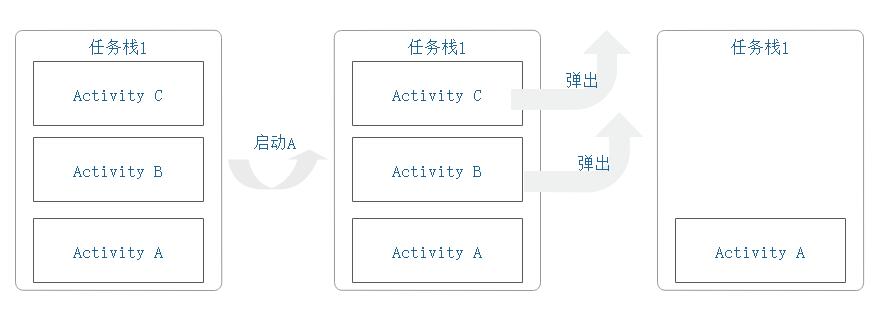 任务栈1
Activity C
Activity B
Activity A
启动A
任务栈1
Activity C
Activity B
Activity A
弹出
弹出
任务栈1
Activity A